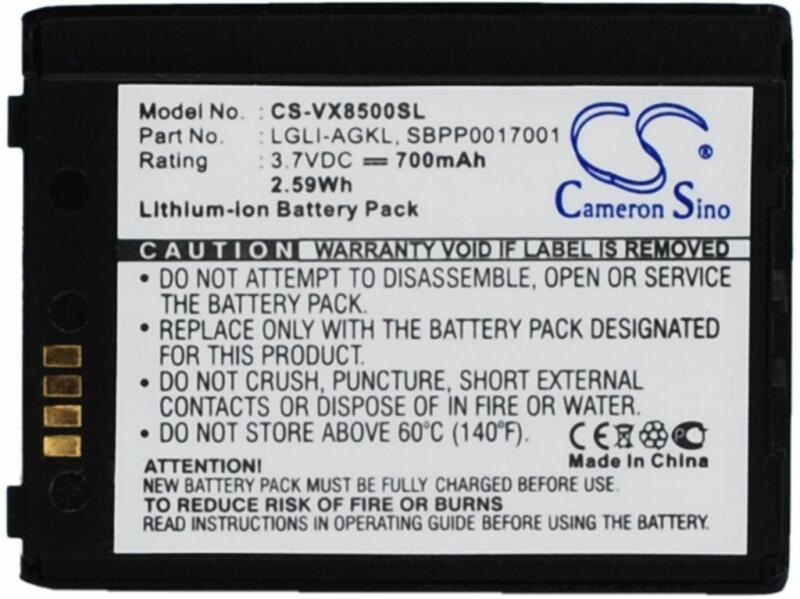 Model No. : CS-VX8500SL
Part No. : LGLI-AGKL, SBPP0017001
Rating : 3.7VDC ⎓ 700mAh
2.59Wh
Lithium-ion Battery Pack
CS ®
Cameron Sino
CAUTION WARRANTY VOID IF LABEL IS REMOVED
• DO NOT ATTEMPT TO DISASSEMBLE, OPEN OR SERVICE
THE BATTERY PACK.
• REPLACE ONLY WITH THE BATTERY PACK DESIGNATED
FOR THIS PRODUCT.
• DO NOT CRUSH, PUNCTURE, SHORT EXTERNAL
CONTACTS OR DISPOSE OF IN FIRE OR WATER.
• DO NOT STORE ABOVE 60°C (140°F).
CE PC
Made In China
ATTENTION!
NEW BATTERY PACK MUST BE FULLY CHARGED BEFORE USE
TO REDUCE RISK OF FIRE OR BURNS
READ INSTRUCTIONS IN OPERATING GUIDE BEFORE USING THE BATTERY.